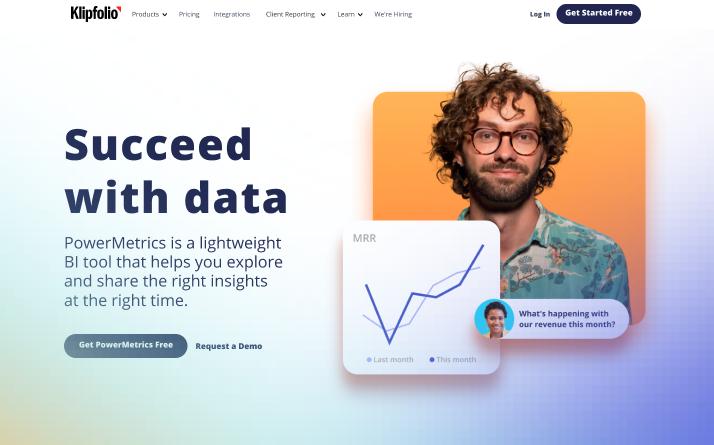 Klipfolio
Products
Pricing
Integrations
Client Reporting
Learn
We're Hiring
Log In
Get Started Free
Succeed
with data
PowerMetrics is a lightweight
BI tool that helps you explore
and share the right insights
at the right time.
Get PowerMetrics Free
Request a Demo
MRR
Last month
This month
What's happening with
our revenue this month?